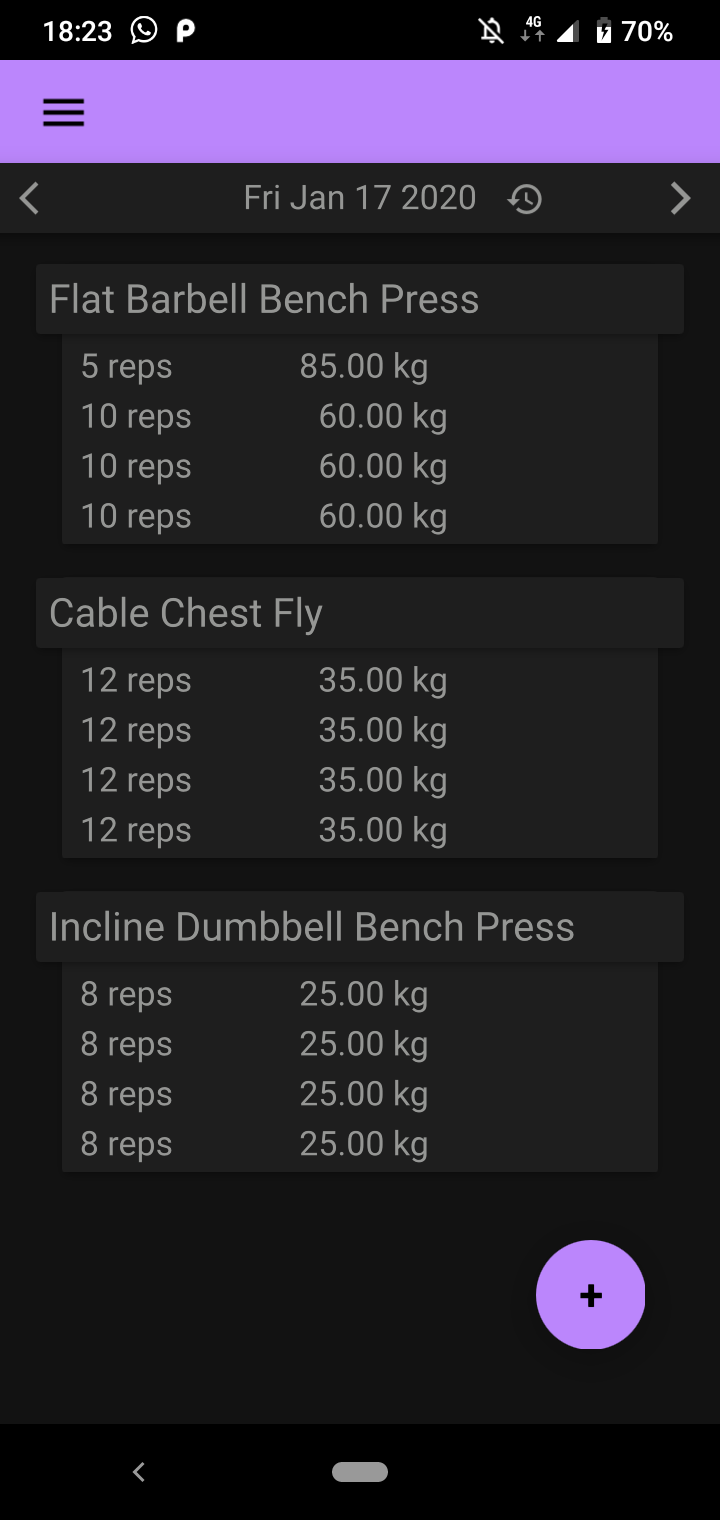 18:23 4G 70%
Fri Jan 17 2020
Flat Barbell Bench Press
5 reps 85.00 kg
10 reps 60.00 kg
10 reps 60.00 kg
10 reps 60.00 kg
Cable Chest Fly
12 reps 35.00 kg
12 reps 35.00 kg
12 reps 35.00 kg
12 reps 35.00 kg
Incline Dumbbell Bench Press
8 reps 25.00 kg
8 reps 25.00 kg
8 reps 25.00 kg
8 reps 25.00 kg
+